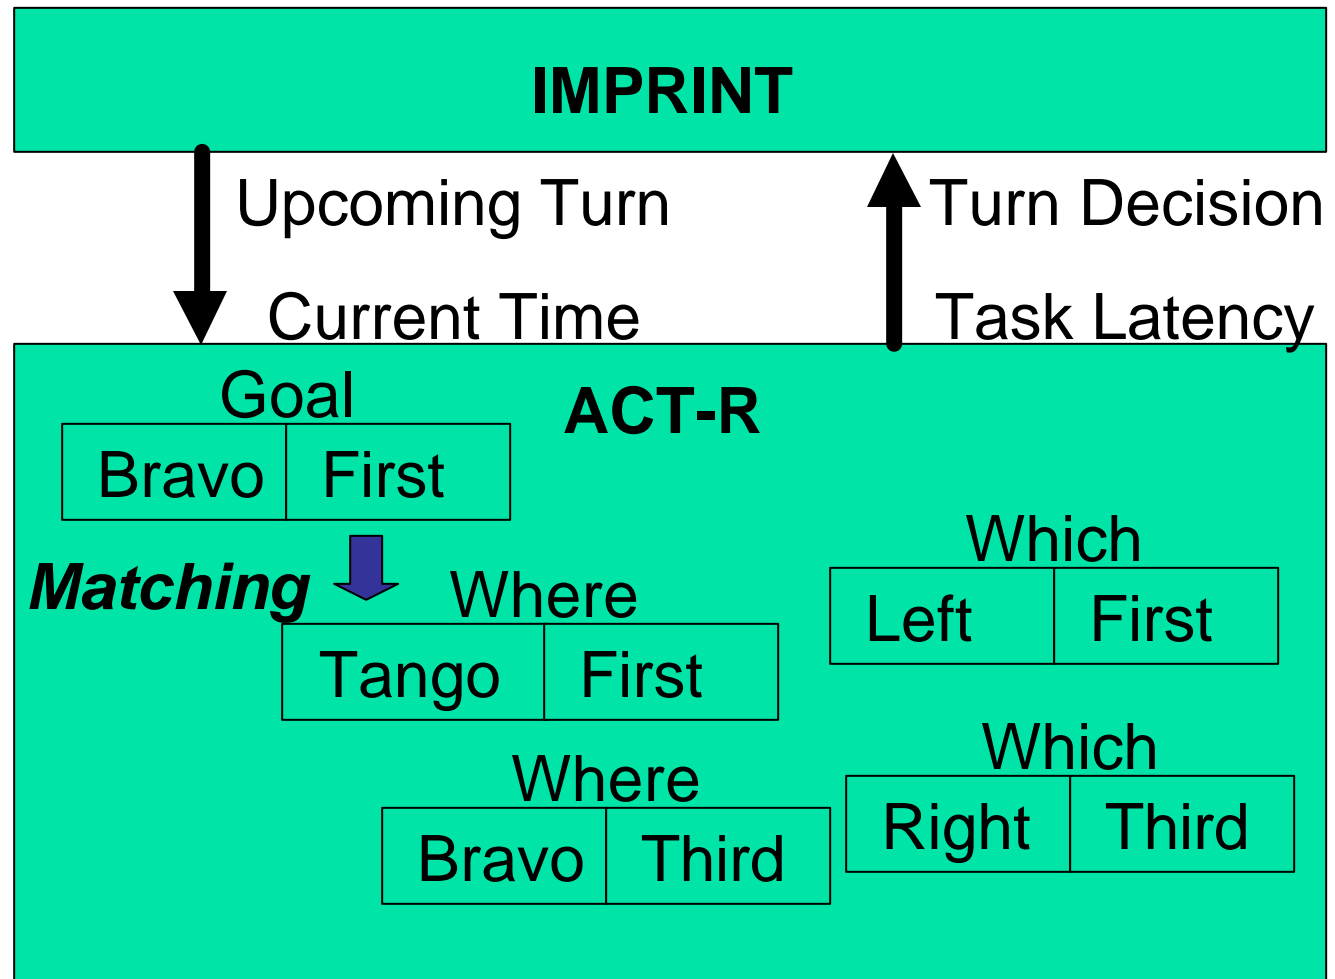 IMPRINT
Upcoming Turn
Turn Decision
Current Time
Task Latency
Goal
ACT-R
Bravo First
Matching
Where
Tango First
Which
Left First
Where
Bravo Third
Which
Right Third